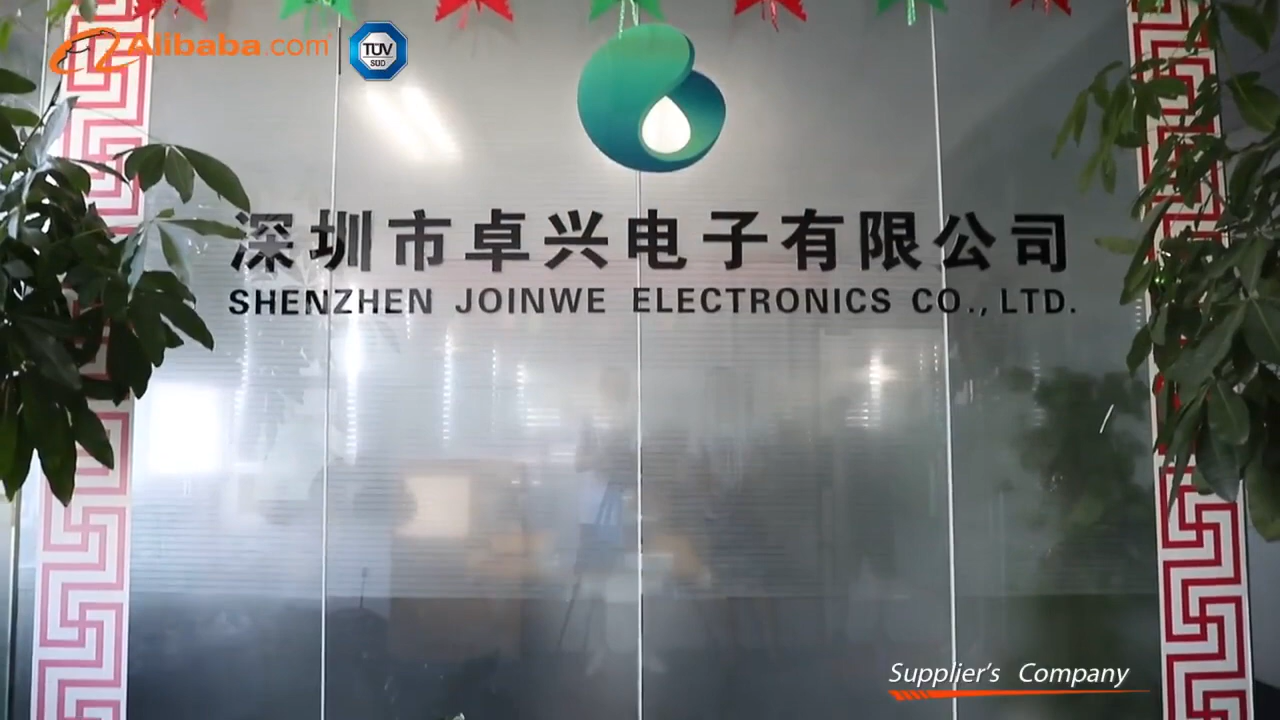 Alibaba.com
TÜV
SÜD
深圳市卓兴电子有限公司
SHENZHEN JOINWE ELECTRONICS CO., LTD.
Supplier's Company